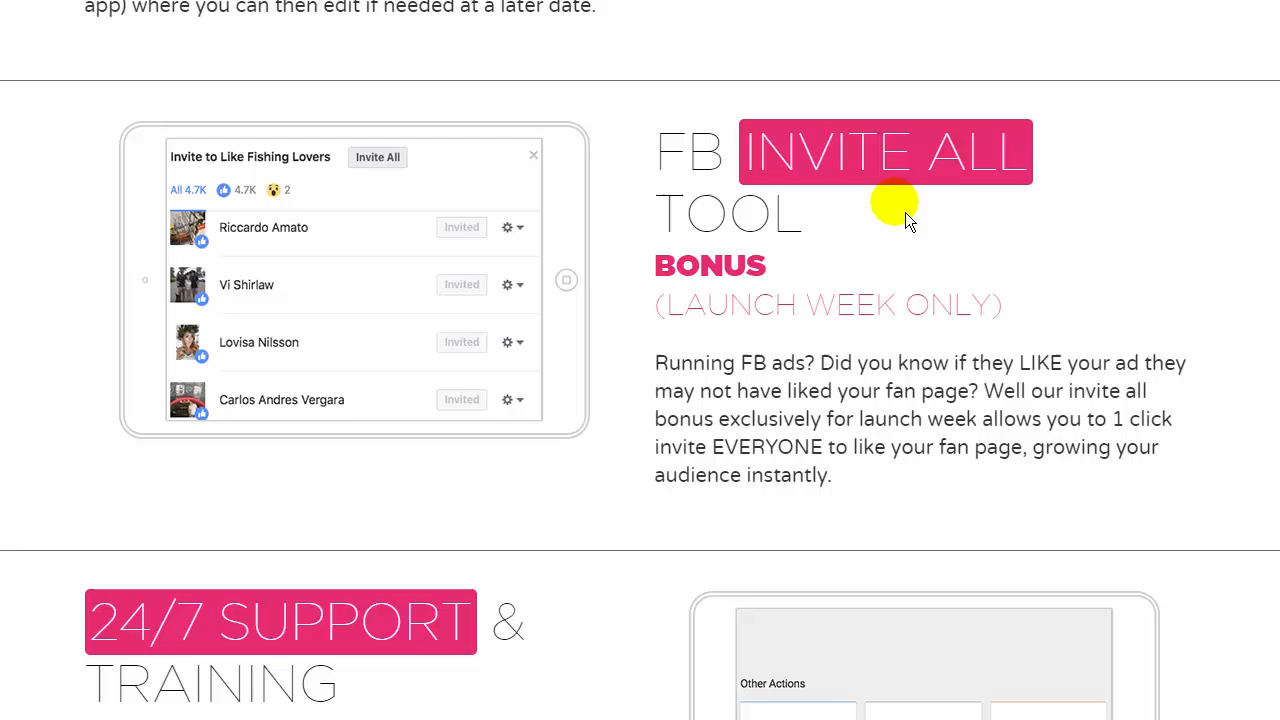 app) where you can then edit if needed at a later date.
Invite to Like Fishing Lovers
Invite All
All 4.7K 4.7K 2
Riccardo Amato Invited
Vi Shirlaw Invited
Lovisa Nilsson Invited
Carlos Andres Vergara Invited
FB INVITE ALL
TOOL
BONUS
(LAUNCH WEEK ONLY)
Running FB ads? Did you know if they LIKE your ad they
may not have liked your fan page? Well our invite all
bonus exclusively for launch week allows you to 1 click
invite EVERYONE to like your fan page, growing your
audience instantly.
24/7 SUPPORT &
TRAINING
Other Actions